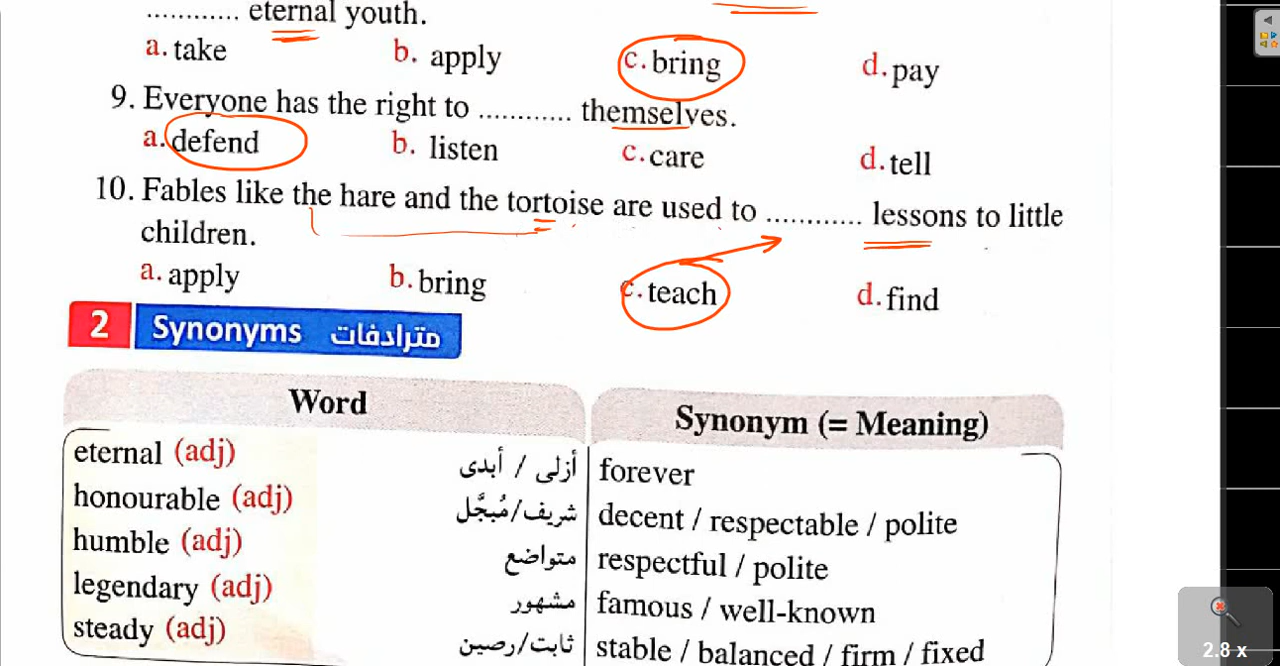 ............ eternal youth.
a. take b. apply c. bring d. pay
9. Everyone has the right to ............ themselves.
a. defend b. listen c. care d. tell
10. Fables like the hare and the tortoise are used to ............ lessons to little
children.
a. apply b. bring c. teach d. find
2 Synonyms مترادفات
Word Synonym (= Meaning)
eternal (adj) أزلى / أبدى forever
honourable (adj) شريف/مُبجَّل decent / respectable / polite
humble (adj) متواضع respectful / polite
legendary (adj) مشهور famous / well-known
steady (adj) ثابت/رصين stable / balanced / firm / fixed
2.8 x